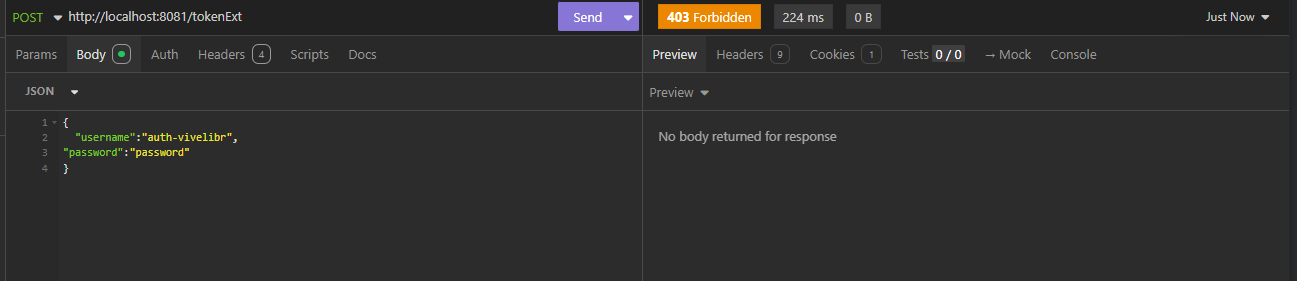 POST http://localhost:8081/tokenExt Send 403 Forbidden 224 ms 0 B Just Now
Params Body Auth Headers 4 Scripts Docs Preview Headers 9 Cookies 1 Tests 0 / 0 → Mock Console
JSON Preview
1 {
2 "username":"auth-vivelibr",
3 "password":"password"
4 }
No body returned for response